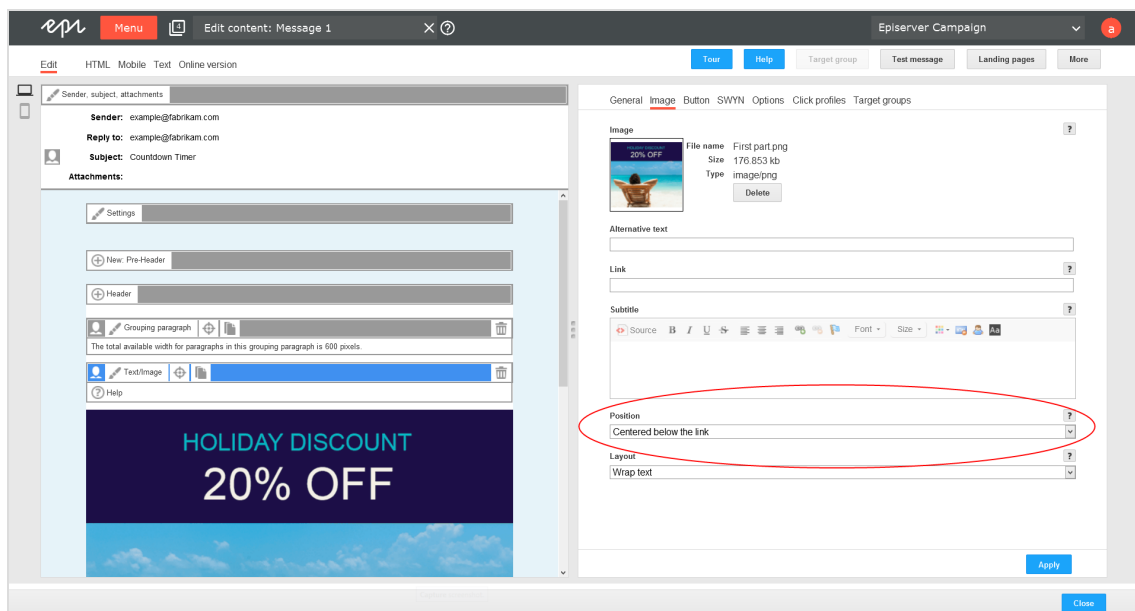 epi Menu 4 Edit content: Message 1 Episerver Campaign a
Edit HTML Mobile Text Online version Tour Help Target group Test message Landing pages More
Sender, subject, attachments
Sender: example@fabrikam.com
Reply to: example@fabrikam.com
Subject: Countdown Timer
Attachments:
Settings
New: Pre-Header
Header
Grouping paragraph
The total available width for paragraphs in this grouping paragraph is 600 pixels.
Text/Image
? Help
HOLIDAY DISCOUNT
20% OFF
General Image Button SWYN Options Click profiles Target groups
Image ?
HOLIDAY DISCOUNT
20% OFF
File name First part.png
Size 176.853 kb
Type image/png
Delete
Alternative text
Link ?
Subtitle ?
Source B I U S Font Size Aa
Position ?
Centered below the link
Layout ?
Wrap text
Apply
Close